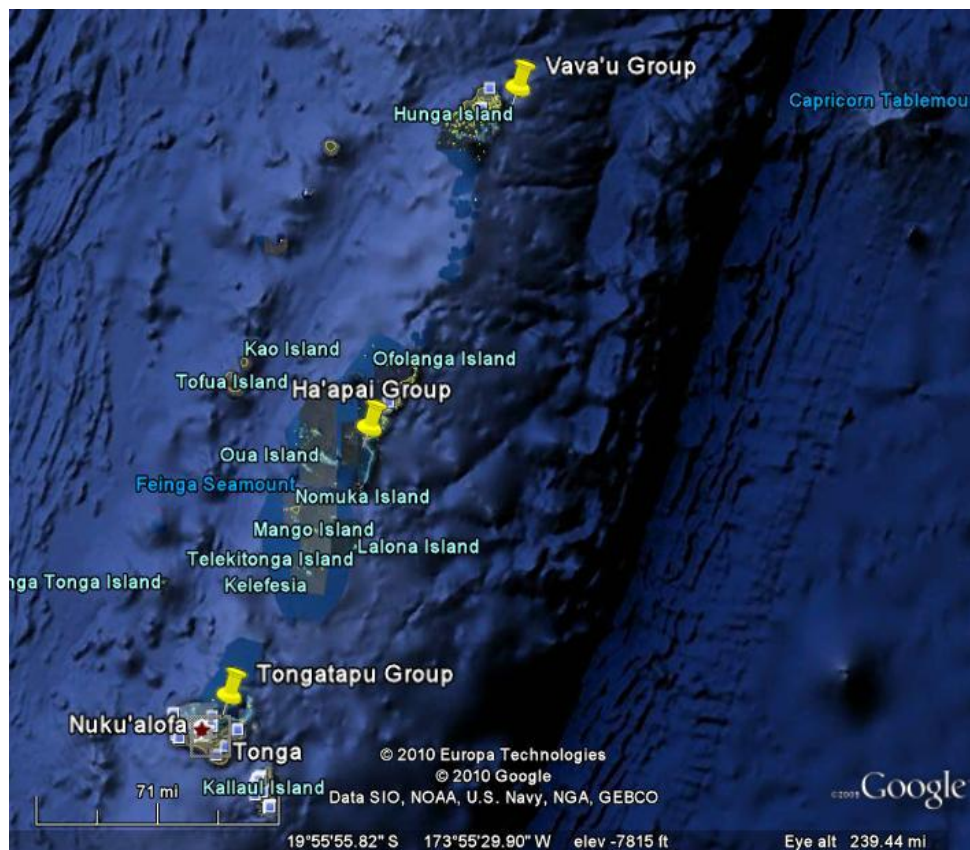 Vava'u Group
Capricorn Tablemou
Hunga Island
Kao Island
Ofolanga Island
Tofua Island
Ha'apai Group
Oua Island
Feinga Seamount
Nomuka Island
Mango Island
Lalona Island
Telekitonga Island
nga Tonga Island
Kelefesia
Tongatapu Group
Nuku'alofa
Tonga
© 2010 Europa Technologies
© 2010 Google
Kallaul Island
Data SIO, NOAA, U.S. Navy, NGA, GEBCO
71 mi
©2009 Google
19°55'55.82" S 173°55'29.90" W elev -7815 ft Eye alt 239.44 mi